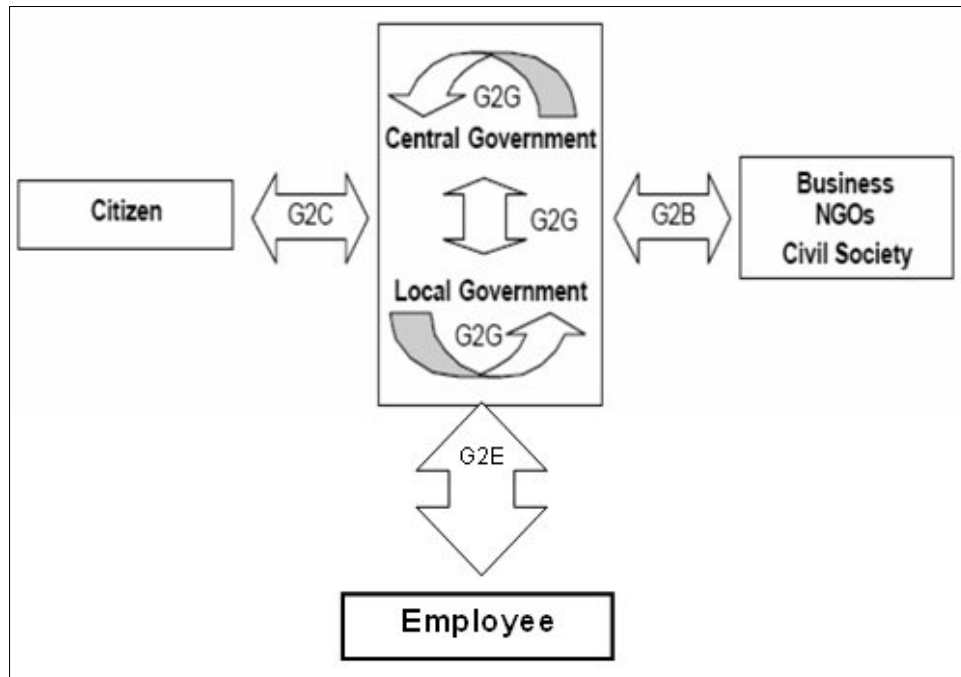 G2G
Central Government
Citizen
G2C
G2G
G2B
Business
NGOs
Civil Society
Local Government
G2G
G2E
Employee